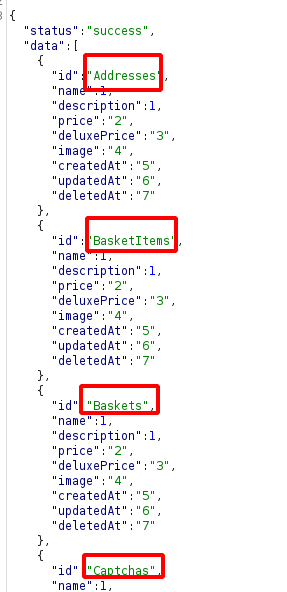 {
"status":"success",
"data":[
{
"id":"Addresses",
"name":1,
"description":1,
"price":"2",
"deluxePrice":"3",
"image":"4",
"createdAt":"5",
"updatedAt":"6",
"deletedAt":"7"
},
{
"id":"BasketItems",
"name":1,
"description":1,
"price":"2",
"deluxePrice":"3",
"image":"4",
"createdAt":"5",
"updatedAt":"6",
"deletedAt":"7"
},
{
"id":"Baskets",
"name":1,
"description":1,
"price":"2",
"deluxePrice":"3",
"image":"4",
"createdAt":"5",
"updatedAt":"6",
"deletedAt":"7"
},
{
"id":"Captchas",
"name":1,